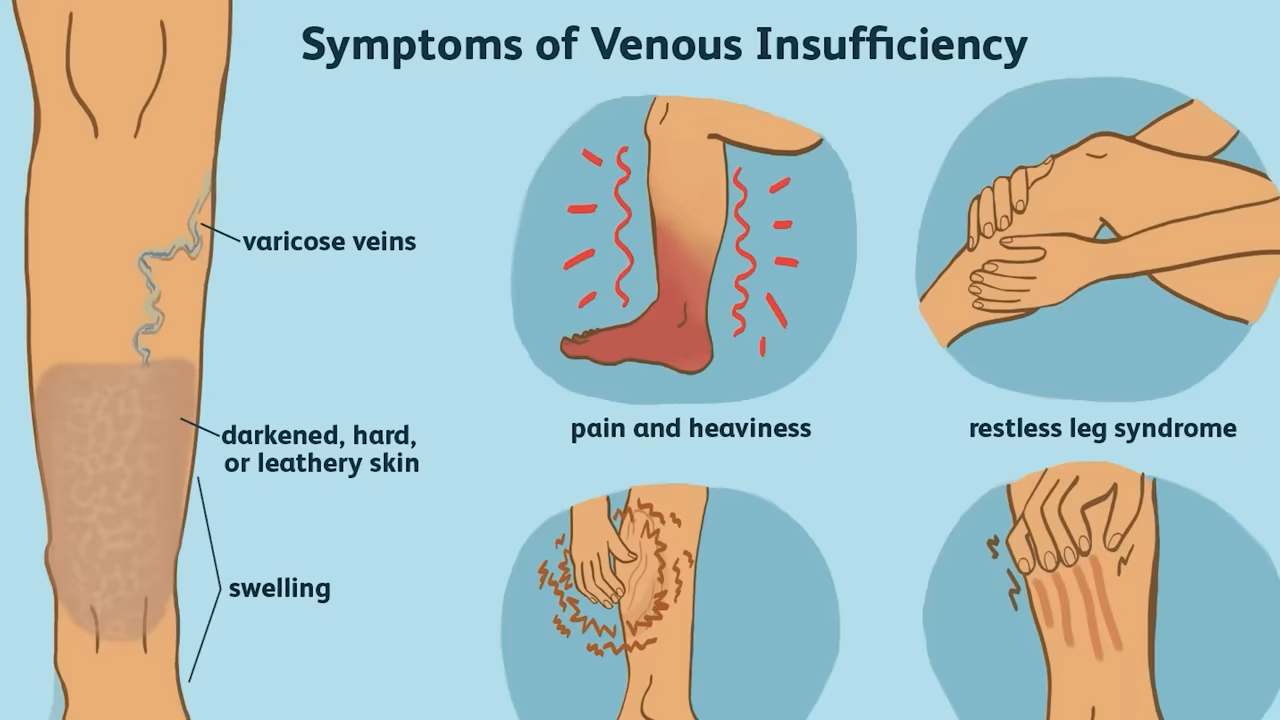 Symptoms of Venous Insufficiency
varicose veins
darkened, hard,
or leathery skin
swelling
pain and heaviness
restless leg syndrome